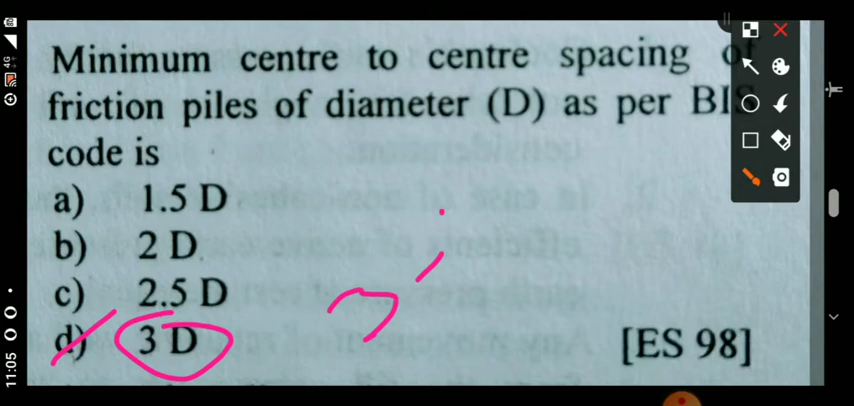 Minimum centre to centre spacing of
friction piles of diameter (D) as per BIS
code is
a) 1.5 D
b) 2 D
c) 2.5 D
d) 3 D
[ES 98]
11:05
4G